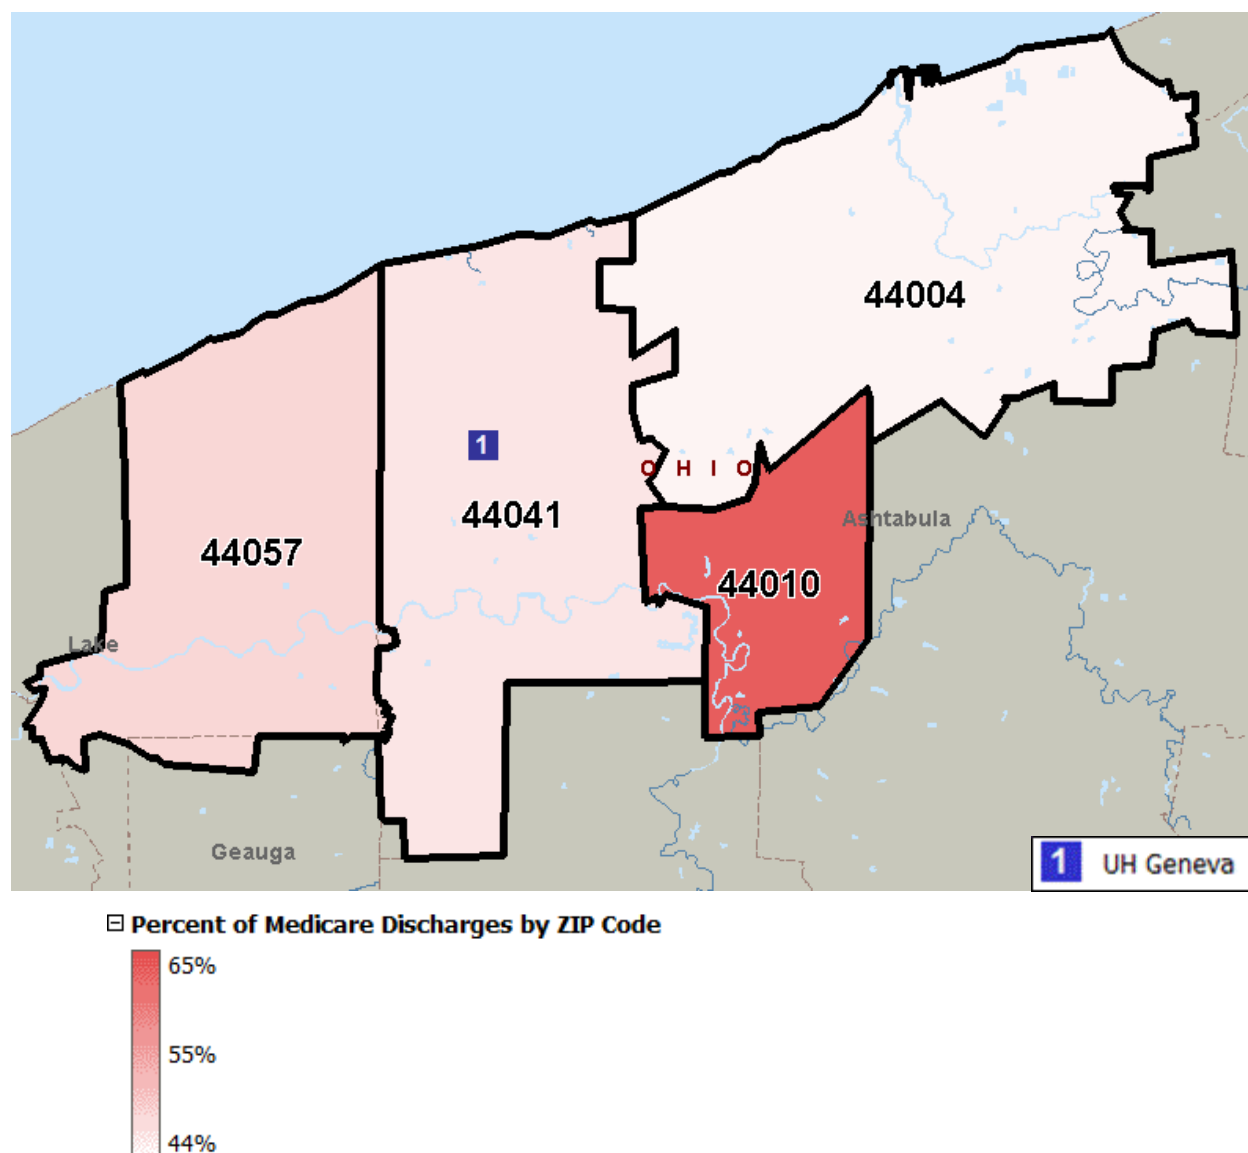 44004
1
O H I O
44041
Ashtabula
44057
44010
Lake
Geauga
1 UH Geneva
Percent of Medicare Discharges by ZIP Code
65%
55%
44%